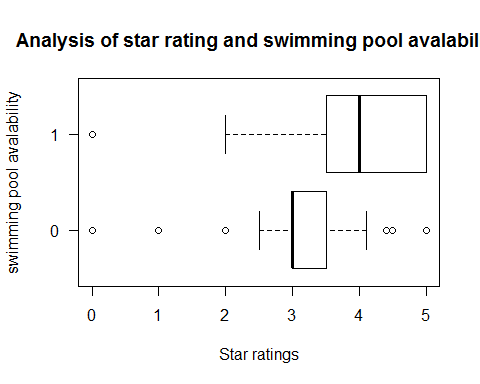 Analysis of star rating and swimming pool avalabil
swimming pool avalability
1
0
0 1 2 3 4 5
Star ratings